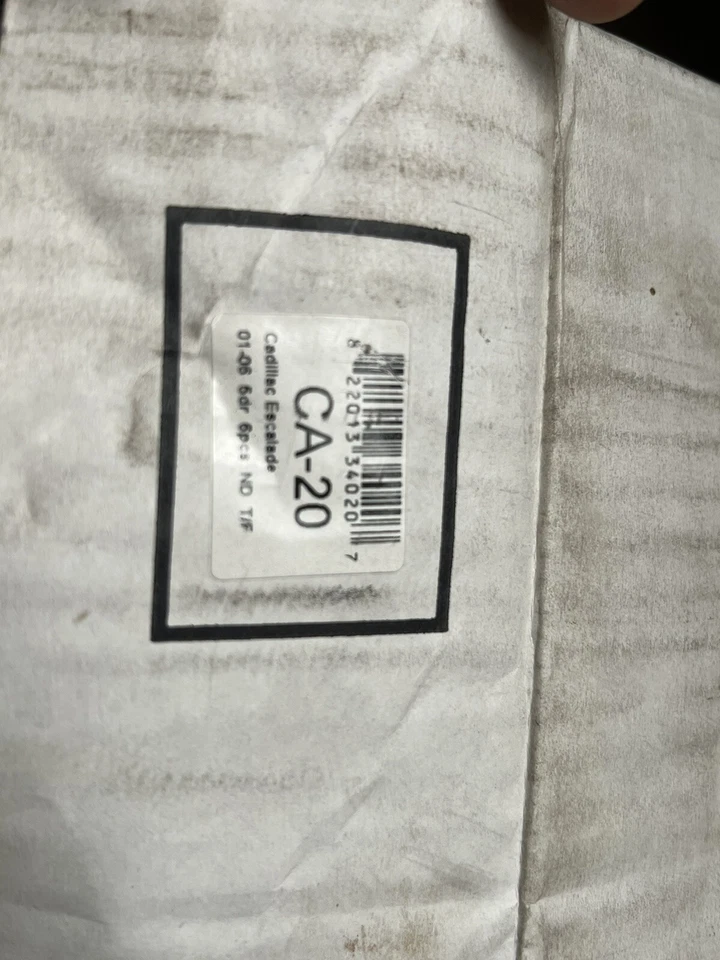 8 22013 34020 7
CA-20
Cadillac Escalade
01-06 5dr 6pcs ND T/F